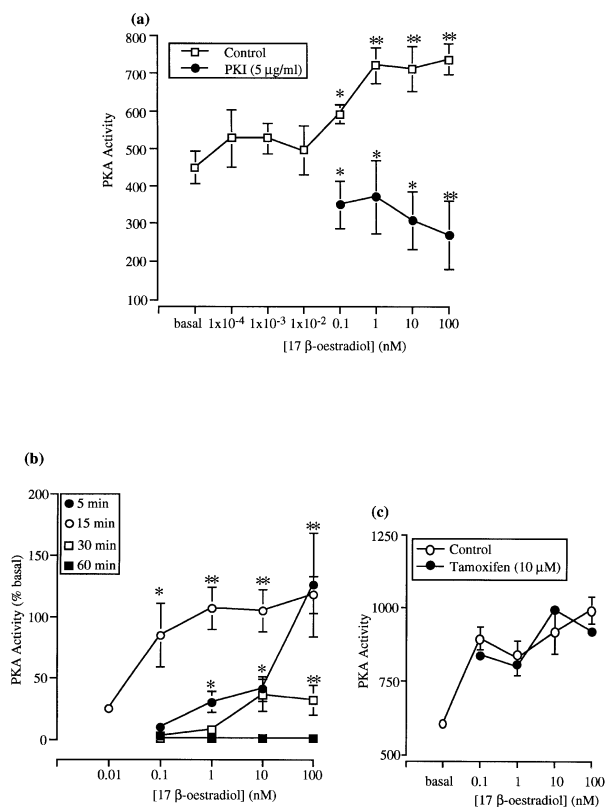 (a)
800
700
600
500
400
300
200
100
PKA Activity
Control
PKI (5 μg/ml)
*
**
**
**
*
*
*
**
basal 1x10-4 1x10-3 1x10-2 0.1 1 10 100
[17 β-oestradiol] (nM)
(b)
200
150
100
50
0
PKA Activity (% basal)
5 min
15 min
30 min
60 min
*
**
**
**
*
*
**
0.01 0.1 1 10 100
[17 β-oestradiol] (nM)
(c)
1250
1000
750
500
PKA Activity
Control
Tamoxifen (10 μM)
basal 0.1 1 10 100
[17 β-oestradiol] (nM)